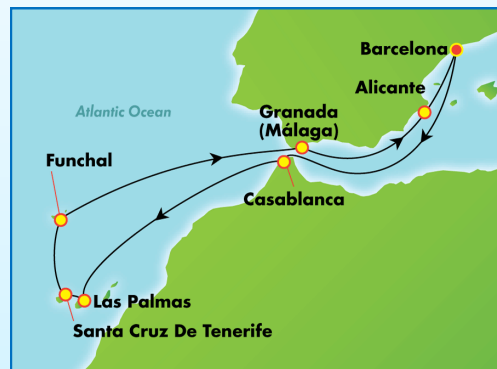 Barcelona
Alicante
Atlantic Ocean
Granada
(Málaga)
Funchal
Casablanca
Las Palmas
Santa Cruz De Tenerife